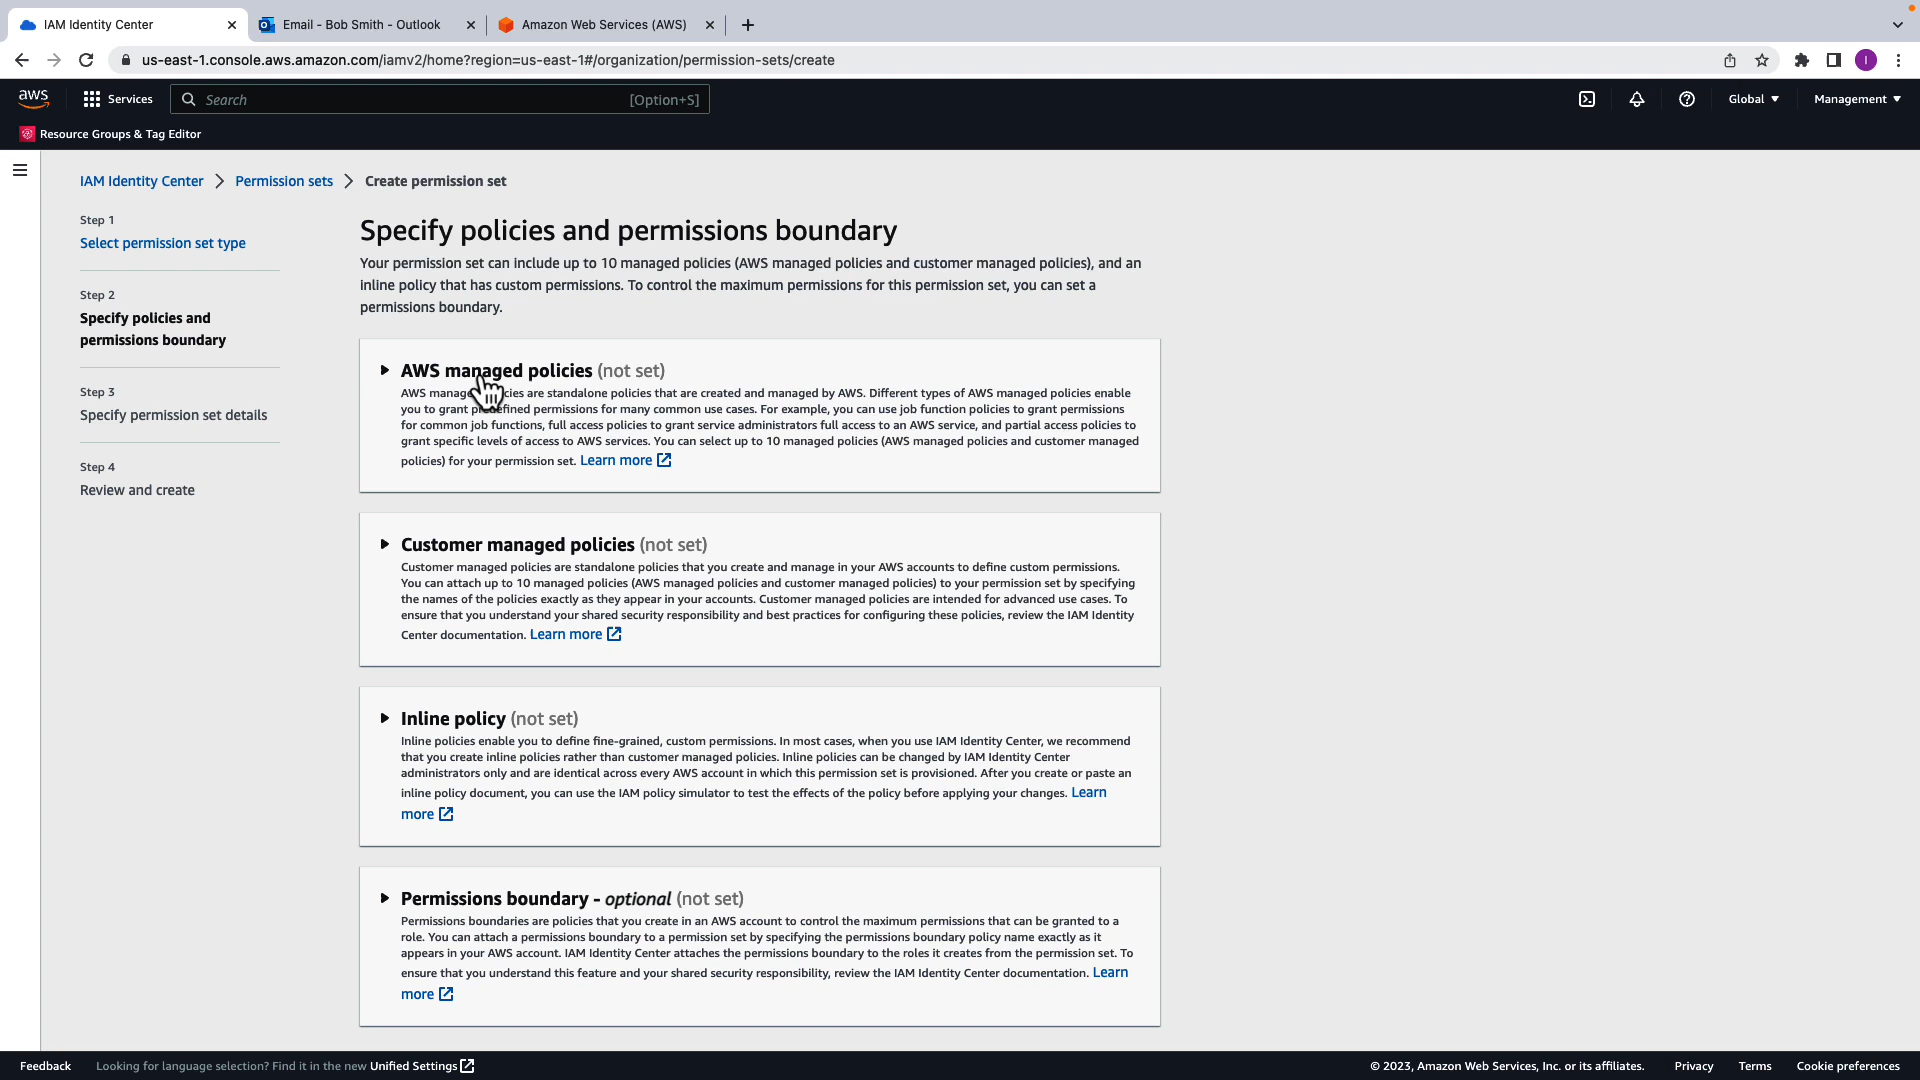 IAM Identity Center
Email - Bob Smith - Outlook
Amazon Web Services (AWS)
us-east-1.console.aws.amazon.com/iamv2/home?region=us-east-1#/organization/permission-sets/create
I
aws
Services
Search
[Option+S]
Global
Management
Resource Groups & Tag Editor
IAM Identity Center
Permission sets
Create permission set
Step 1
Select permission set type
Step 2
Specify policies and
permissions boundary
Step 3
Specify permission set details
Step 4
Review and create
Specify policies and permissions boundary
Your permission set can include up to 10 managed policies (AWS managed policies and customer managed policies), and an
inline policy that has custom permissions. To control the maximum permissions for this permission set, you can set a
permissions boundary.
AWS managed policies (not set)
AWS managed policies are standalone policies that are created and managed by AWS. Different types of AWS managed policies enable
you to grant predefined permissions for many common use cases. For example, you can use job function policies to grant permissions
for common job functions, full access policies to grant service administrators full access to an AWS service, and partial access policies to
grant specific levels of access to AWS services. You can select up to 10 managed policies (AWS managed policies and customer managed
policies) for your permission set. Learn more
Customer managed policies (not set)
Customer managed policies are standalone policies that you create and manage in your AWS accounts to define custom permissions.
You can attach up to 10 managed policies (AWS managed policies and customer managed policies) to your permission set by specifying
the names of the policies exactly as they appear in your accounts. Customer managed policies are intended for advanced use cases. To
ensure that you understand your shared security responsibility and best practices for configuring these policies, review the IAM Identity
Center documentation. Learn more
Inline policy (not set)
Inline policies enable you to define fine-grained, custom permissions. In most cases, when you use IAM Identity Center, we recommend
that you create inline policies rather than customer managed policies. Inline policies can be changed by IAM Identity Center
administrators only and are identical across every AWS account in which this permission set is provisioned. After you create or paste an
inline policy document, you can use the IAM policy simulator to test the effects of the policy before applying your changes. Learn
more
Permissions boundary - optional (not set)
Permissions boundaries are policies that you create in an AWS account to control the maximum permissions that can be granted to a
role. You can attach a permissions boundary to a permission set by specifying the permissions boundary policy name exactly as it
appears in your AWS account. IAM Identity Center attaches the permissions boundary to the roles it creates from the permission set. To
ensure that you understand this feature and your shared security responsibility, review the IAM Identity Center documentation. Learn
more
Feedback
Looking for language selection? Find it in the new Unified Settings
© 2023, Amazon Web Services, Inc. or its affiliates.
Privacy
Terms
Cookie preferences